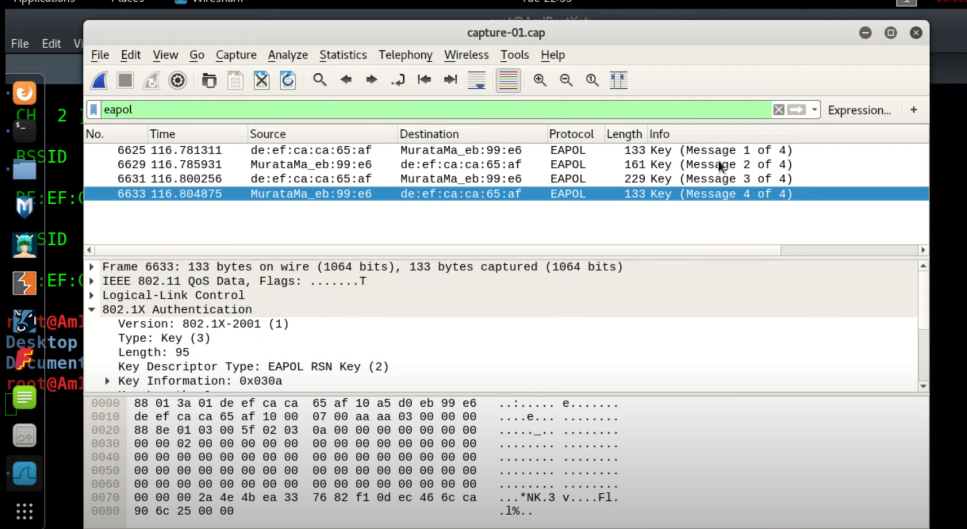 Applications Places Wireshark Tue 22:33
File Edit
capture-01.cap
File Edit View Go Capture Analyze Statistics Telephony Wireless Tools Help
eapol Expression... +
No. Time Source Destination Protocol Length Info
6625 116.781311 de:ef:ca:ca:65:af MurataMa_eb:99:e6 EAPOL 133 Key (Message 1 of 4)
6629 116.785931 MurataMa_eb:99:e6 de:ef:ca:ca:65:af EAPOL 161 Key (Message 2 of 4)
6631 116.800256 de:ef:ca:ca:65:af MurataMa_eb:99:e6 EAPOL 229 Key (Message 3 of 4)
6633 116.804875 MurataMa_eb:99:e6 de:ef:ca:ca:65:af EAPOL 133 Key (Message 4 of 4)
Frame 6633: 133 bytes on wire (1064 bits), 133 bytes captured (1064 bits)
IEEE 802.11 QoS Data, Flags: .......T
Logical-Link Control
802.1X Authentication
Version: 802.1X-2001 (1)
Type: Key (3)
Length: 95
Key Descriptor Type: EAPOL RSN Key (2)
Key Information: 0x030a
0000 88 01 3a 01 de ef ca ca 65 af 10 a5 d0 eb 99 e6 ..:..... e.......
0010 de ef ca ca 65 af 10 00 07 00 aa aa 03 00 00 00 ....e... ........
0020 88 8e 01 03 00 5f 02 03 0a 00 00 00 00 00 00 00 ....._.. ........
0030 00 00 02 00 00 00 00 00 00 00 00 00 00 00 00 00 ........ ........
0040 00 00 00 00 00 00 00 00 00 00 00 00 00 00 00 00 ........ ........
0050 00 00 00 00 00 00 00 00 00 00 00 00 00 00 00 00 ........ ........
0060 00 00 00 00 00 00 00 00 00 00 00 00 00 00 00 00 ........ ........
0070 00 00 00 2a 4e 4b ea 33 76 82 f1 0d ec 46 6c ca ...*NK.3 v....Fl.
0080 90 6c 25 00 00 .l%..
CH 2
BSSID
Desktop